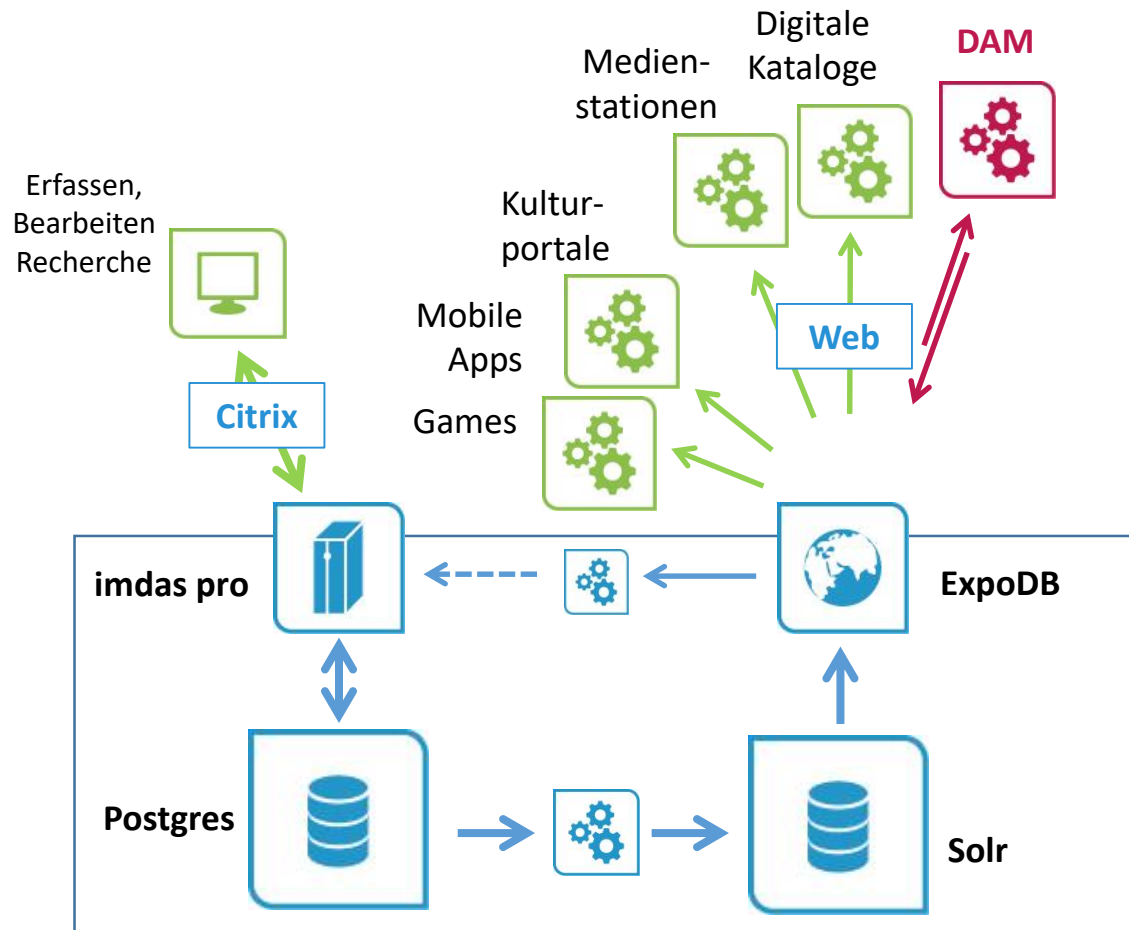 Digitale
Kataloge
DAM
Medien-
stationen
Erfassen,
Bearbeiten
Recherche
Kultur-
portale
Mobile
Apps
Games
Web
Citrix
imdas pro
ExpoDB
Postgres
Solr